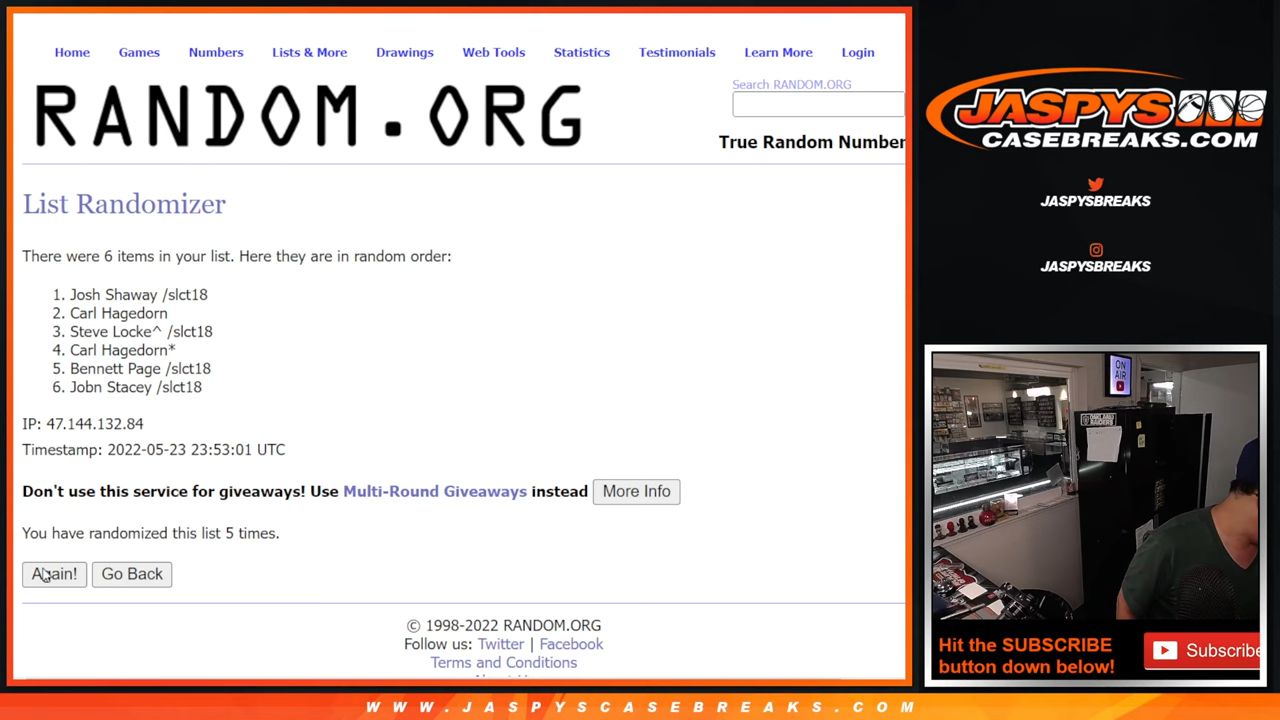 Home Games Numbers Lists & More Drawings Web Tools Statistics Testimonials Learn More Login
RANDOM.ORG
Search RANDOM.ORG
True Random Number
List Randomizer
There were 6 items in your list. Here they are in random order:
1. Josh Shaway /slct18
2. Carl Hagedorn
3. Steve Locke^ /slct18
4. Carl Hagedorn*
5. Bennett Page /slct18
6. Jobn Stacey /slct18
IP: 47.144.132.84
Timestamp: 2022-05-23 23:53:01 UTC
Don't use this service for giveaways! Use Multi-Round Giveaways instead More Info
You have randomized this list 5 times.
Again! Go Back
© 1998-2022 RANDOM.ORG
Follow us: Twitter | Facebook
Terms and Conditions
JASPYS
CASEBREAKS.COM
JASPYSBREAKS
JASPYSBREAKS
ON
AIR
OAKLAND
RAIDERS
Hit the SUBSCRIBE
button down below!
Subscribe
WWW.JASPYSCASEBREAKS.COM